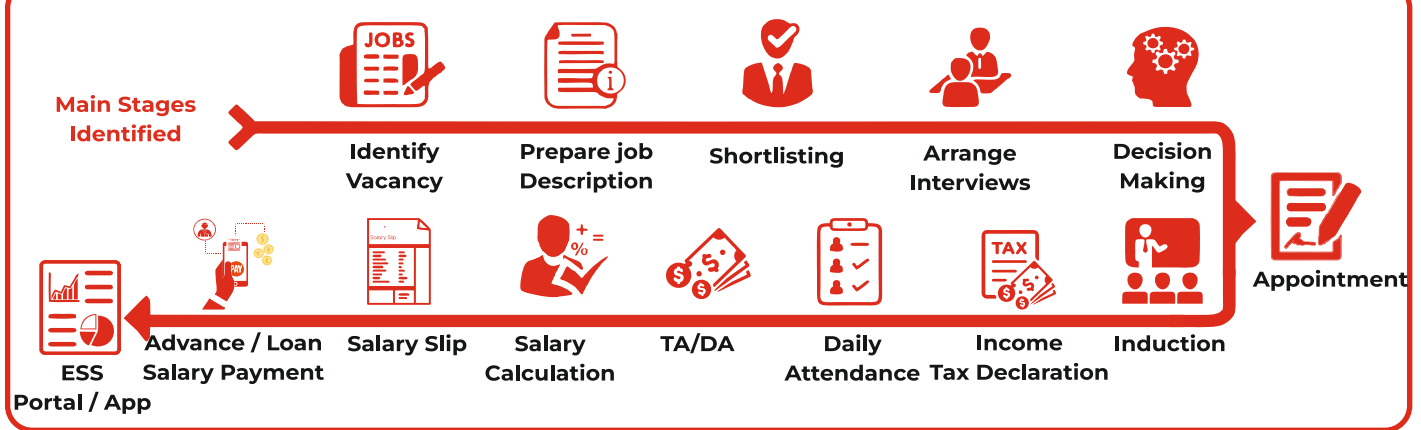 Main Stages
Identified
JOBS
i
Identify
Vacancy
Prepare job
Description
Shortlisting
Arrange
Interviews
Decision
Making
Appointment
TAX
Induction
Income
Tax Declaration
Daily
Attendance
TA/DA
+ =
%
Salary
Calculation
Salary Slip
Salary Slip
PAY
Advance / Loan
Salary Payment
ESS
Portal / App